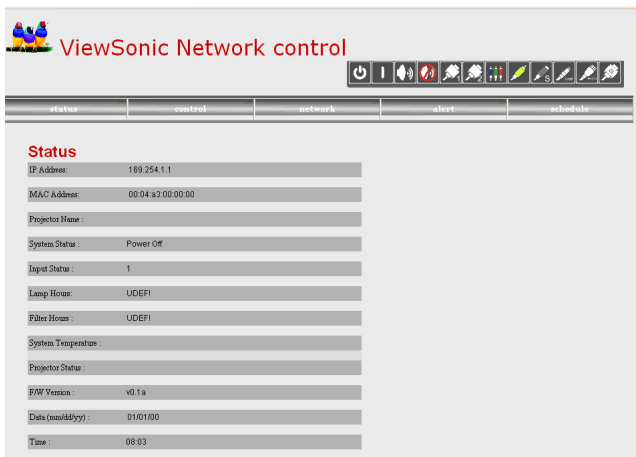 ViewSonic Network control
status control network alert schedule
Status
IP Address: 169.254.1.1
MAC Address: 00:04:a3:00:00:00
Projector Name :
System Status : Power Off
Input Status : 1
Lamp Hours: UDEF!
Filter Hours : UDEF!
System Temperature :
Projector Status :
F/W Version : v0.1a
Data (mm/dd/yy) : 01/01/00
Time : 08:03